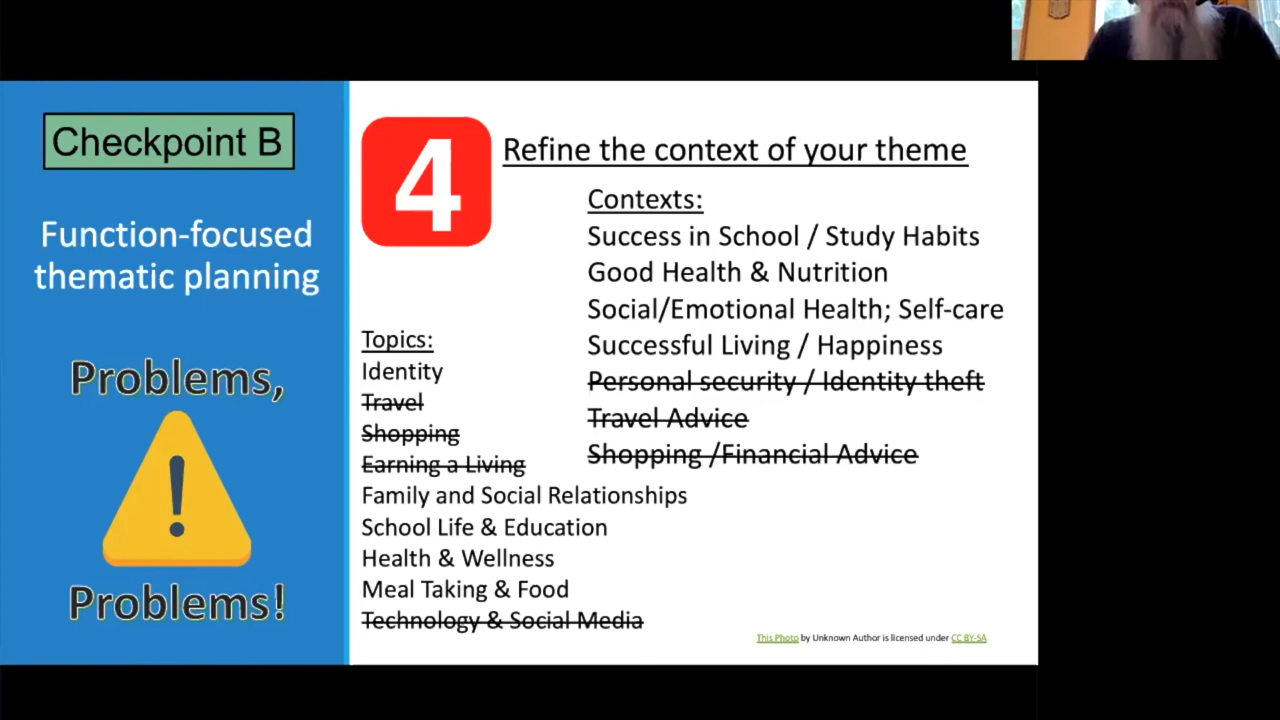 Checkpoint B
Function-focused
thematic planning
Problems,
!
Problems!
4
Refine the context of your theme
Contexts:
Success in School / Study Habits
Good Health & Nutrition
Social/Emotional Health; Self-care
Successful Living / Happiness
Personal security / Identity theft
Travel Advice
Shopping /Financial Advice
Topics:
Identity
Travel
Shopping
Earning a Living
Family and Social Relationships
School Life & Education
Health & Wellness
Meal Taking & Food
Technology & Social Media
This Photo by Unknown Author is licensed under CC BY-SA